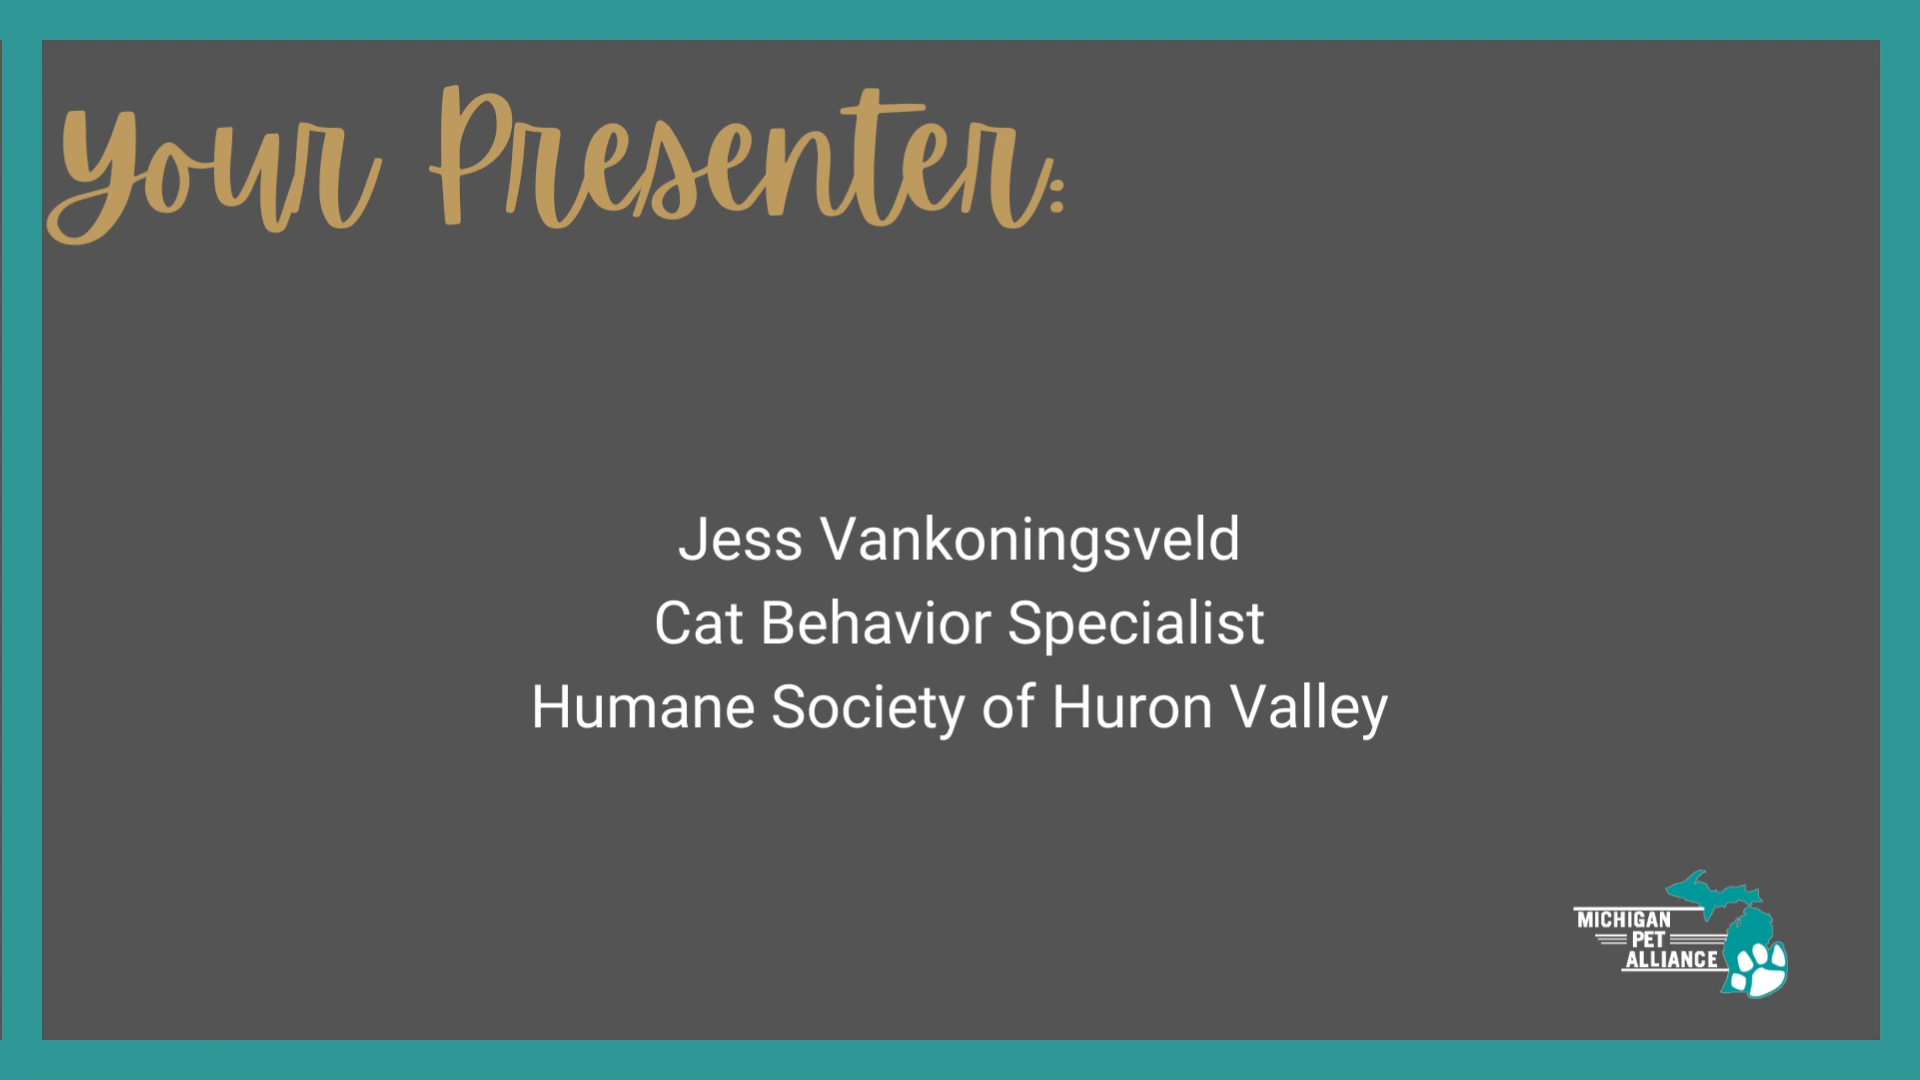 Your Presenter:
Jess Vankoningsveld
Cat Behavior Specialist
Humane Society of Huron Valley
MICHIGAN
PET
ALLIANCE